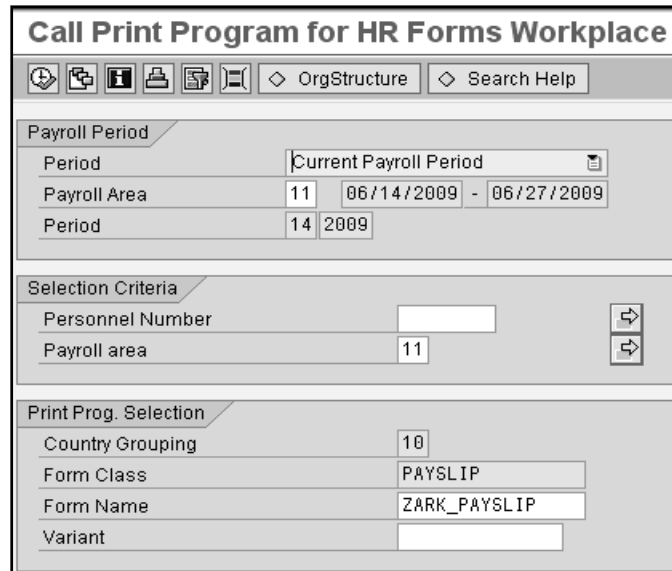 Call Print Program for HR Forms Workplace
OrgStructure Search Help
Payroll Period
Period Current Payroll Period
Payroll Area 11 06/14/2009 - 06/27/2009
Period 14 2009
Selection Criteria
Personnel Number
Payroll area 11
Print Prog. Selection
Country Grouping 10
Form Class PAYSLIP
Form Name ZARK_PAYSLIP
Variant